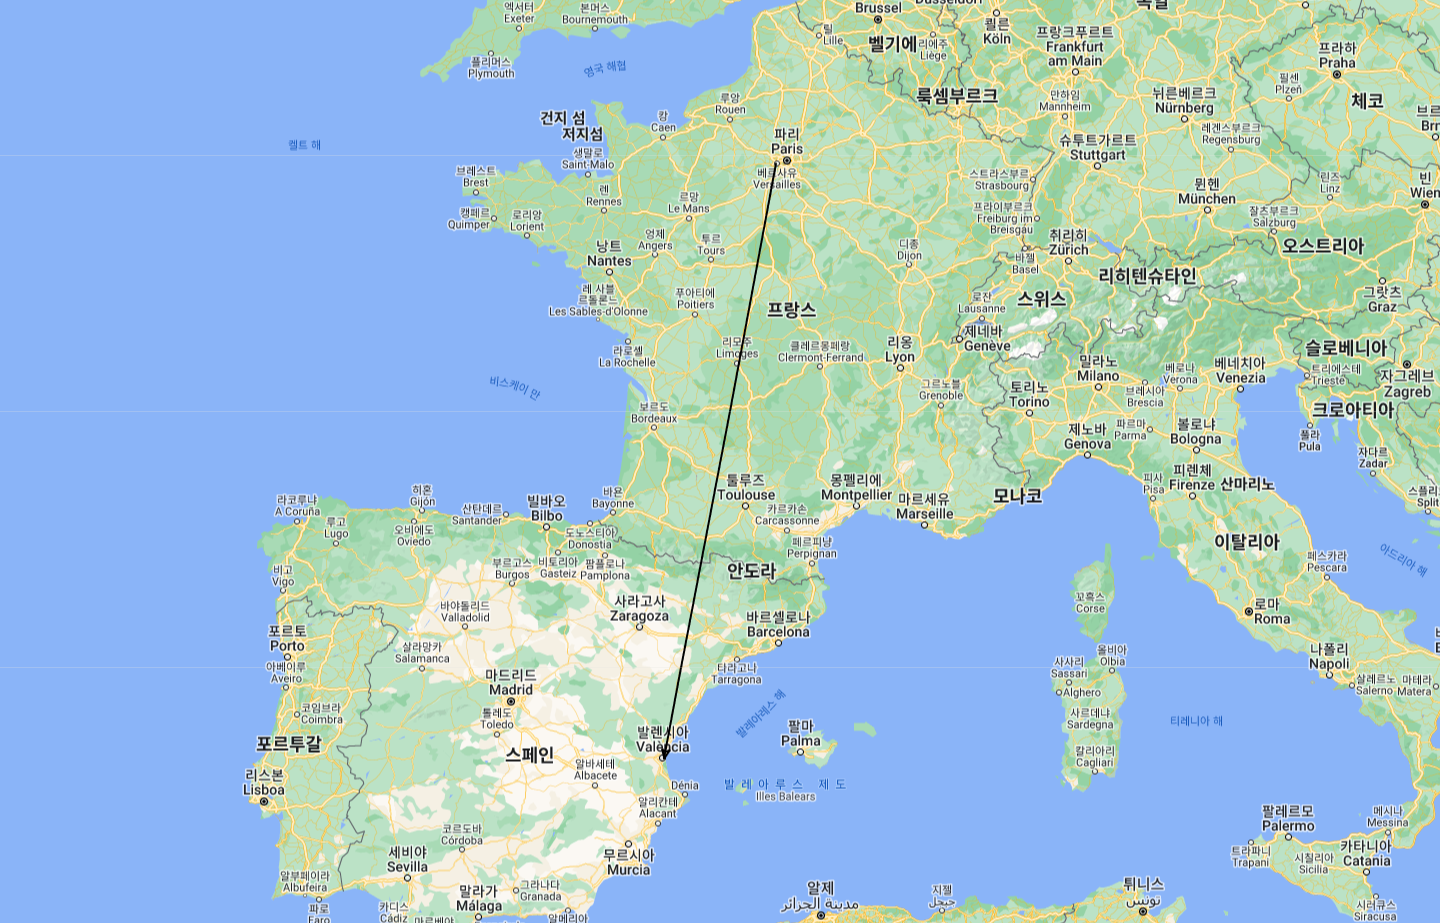 엑서터
Exeter
본머스
Bournemouth
플리머스
Plymouth
영국 해협
릴
Lille
Brussel
벨기에
리에주
Liège
쾰른
Köln
프랑크푸르트
Frankfurt
am Main
프라하
Praha
필센
Plzeň
체코
룩셈부르크
만하임
Mannheim
뉘른베르크
Nürnberg
레겐스부르크
Regensburg
건지 섬
저지섬
루앙
Rouen
캉
Caen
파리
Paris
베르사유
Versailles
슈투트가르트
Stuttgart
켈트 해
생말로
Saint-Malo
브레스트
Brest
스트라스부르
Strasbourg
뮌헨
München
린츠
Linz
빈
Wien
렌
Rennes
르망
Le Mans
캥페르
Quimper
로리앙
Lorient
프라이부르크
Freiburg im
Breisgau
잘츠부르크
Salzburg
앙제
Angers
투르
Tours
낭트
Nantes
디종
Dijon
취리히
Zürich
바젤
Basel
오스트리아
리히텐슈타인
그랏츠
Graz
레 사블
르돌론느
Les Sables-d'Olonne
푸아티에
Poitiers
프랑스
로잔
Lausanne
스위스
제네바
Genève
라로셸
La Rochelle
리모주
Limoges
클레르몽페랑
Clermont-Ferrand
리옹
Lyon
슬로베니아
밀라노
Milano
베로나
Verona
베네치아
Venezia
트리에스테
Trieste
자그레브
Zagreb
비스케이 만
그르노블
Grenoble
토리노
Torino
브레시아
Brescia
크로아티아
보르도
Bordeaux
제노바
Genova
파르마
Parma
볼로냐
Bologna
풀라
Pula
자다르
Zadar
툴루즈
Toulouse
몽펠리에
Montpellier
마르세유
Marseille
모나코
피사
Pisa
피렌체
Firenze
산마리노
스플리트
Split
라코루냐
A Coruña
히혼
Gijón
산탄데르
Santander
빌바오
Bilbo
바욘
Bayonne
카르카손
Carcassonne
루고
Lugo
오비에도
Oviedo
도노스티아
Donostia
페르피냥
Perpignan
이탈리아
아드리아 해
비고
Vigo
부르고스
Burgos
비토리아
Gasteiz
팜플로나
Pamplona
안도라
페스카라
Pescara
바야돌리드
Valladolid
사라고사
Zaragoza
바르셀로나
Barcelona
꼬흑스
Corse
로마
Roma
포르토
Porto
살라망카
Salamanca
아베이루
Aveiro
타라고나
Tarragona
사사리
Sassari
올비아
Olbia
Alghero
나폴리
Napoli
살레르노
Salerno
마테라
Matera
마드리드
Madrid
코임브라
Coimbra
톨레도
Toledo
발레아레스 해
사르데냐
Sardegna
티레니아 해
포르투갈
스페인
발렌시아
València
팔마
Palma
알바세테
Albacete
칼리아리
Cagliari
리스본
Lisboa
Dénia
발레아루스 제도
Illes Balears
알리칸테
Alacant
코르도바
Córdoba
팔레르모
Palermo
메시나
Messina
세비야
Sevilla
무르시아
Murcia
트라파니
Trapani
시칠리아
Sicilia
카타니아
Catania
알부페이라
Albufeira
그라나다
Granada
말라가
Málaga
알제
مدينة الجزائر
지젤
جيجل
튀니스
تونس
시러큐스
Siracusa
파로
Faro
카디스
Cádiz
알메리아